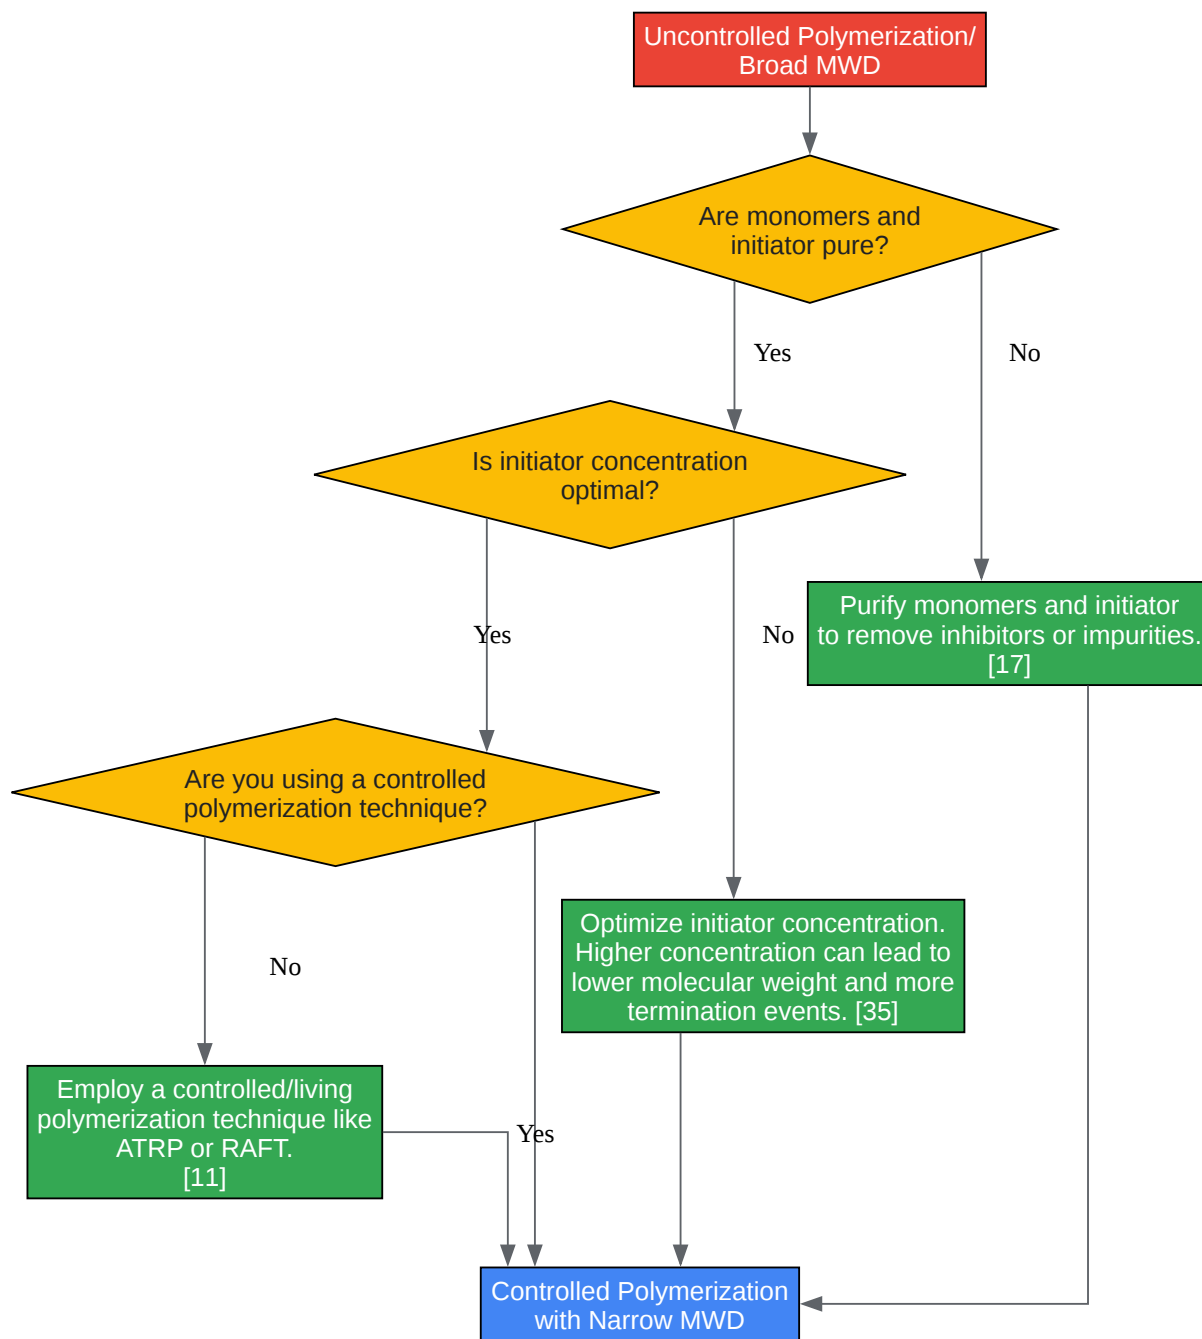 Uncontrolled Polymerization/
Broad MWD
Are monomers and
initiator pure?
Yes
No
Is initiator concentration
optimal?
Purify monomers and initiator
to remove inhibitors or impurities.
[17]
Yes
No
Are you using a controlled
polymerization technique?
Optimize initiator concentration.
Higher concentration can lead to
lower molecular weight and more
termination events. [35]
No
Employ a controlled/living
polymerization technique like
ATRP or RAFT.
[11]
Yes
Controlled Polymerization
with Narrow MWD